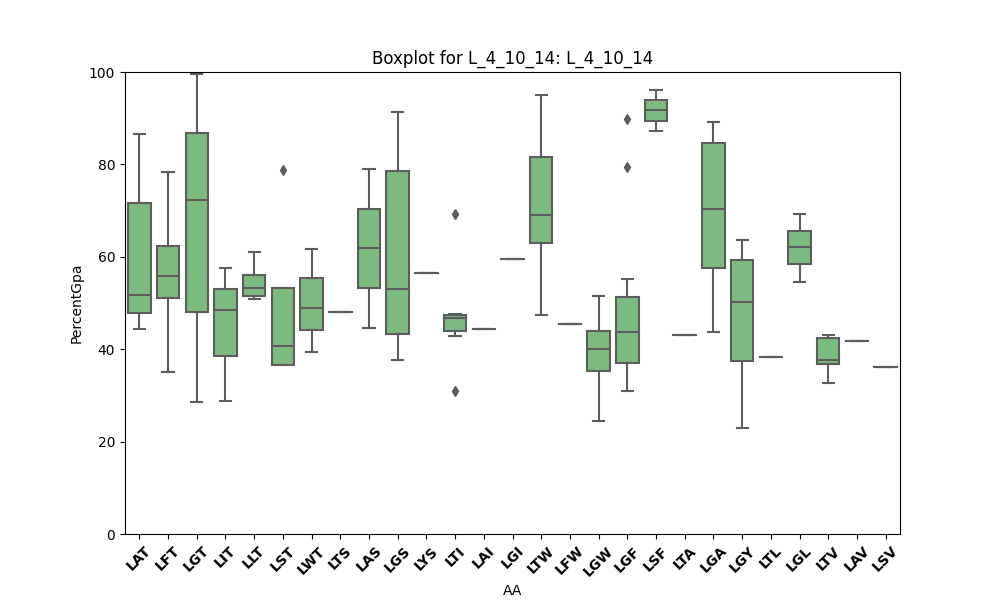 Boxplot for L_4_10_14: L_4_10_14
100
80
60
40
20
0
PercentGpa
LAT LFT LGT LIT LLT LST LWT LTS LAS LGS LYS LTI LAI LGI LTW LFW LGW LGF LSF LTA LGA LGY LTL LGL LTV LAV LSV
AA